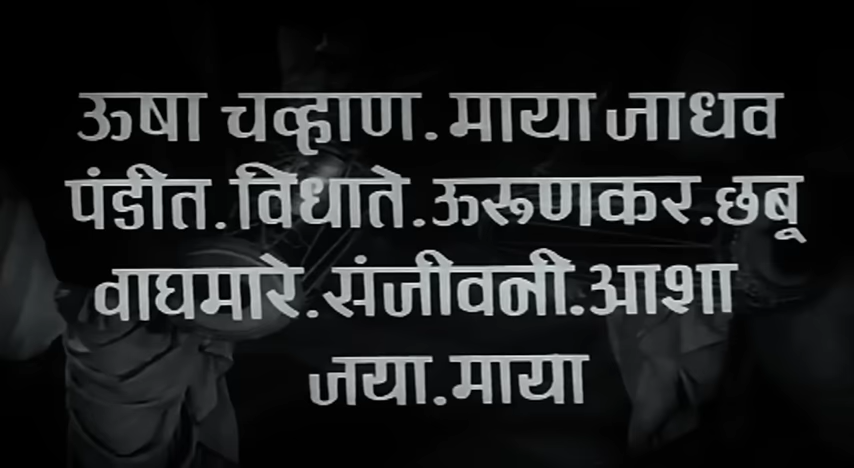 ऊषा चव्हाण. माया जाधव
पंडीत. विधाते. ऊरूणकर. छबू
वाघमारे. संजीवनी. आशा
जया. माया